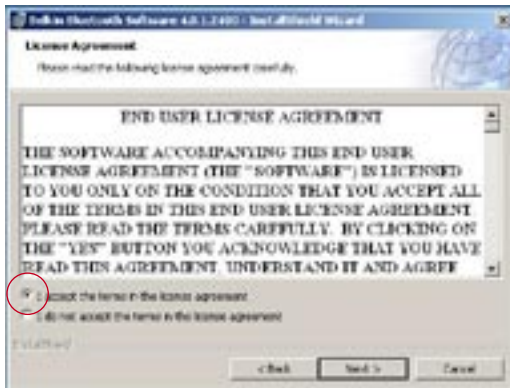 Belkin Bluetooth Software 4.0.1.2400 - InstallShield Wizard
License Agreement
Please read the following license agreement carefully.
END USER LICENSE AGREEMENT
THE SOFTWARE ACCOMPANYING THIS END USER
LICENSE AGREEMENT (THE "SOFTWARE") IS LICENSED
TO YOU ONLY ON THE CONDITION THAT YOU ACCEPT ALL
OF THE TERMS IN THIS END USER LICENSE AGREEMENT.
PLEASE READ THE TERMS CAREFULLY. BY CLICKING ON
THE "YES" BUTTON YOU ACKNOWLEDGE THAT YOU HAVE
READ THIS AGREEMENT, UNDERSTAND IT AND AGREE
I accept the terms in the license agreement
I do not accept the terms in the license agreement
InstallShield
< Back
Next >
Cancel